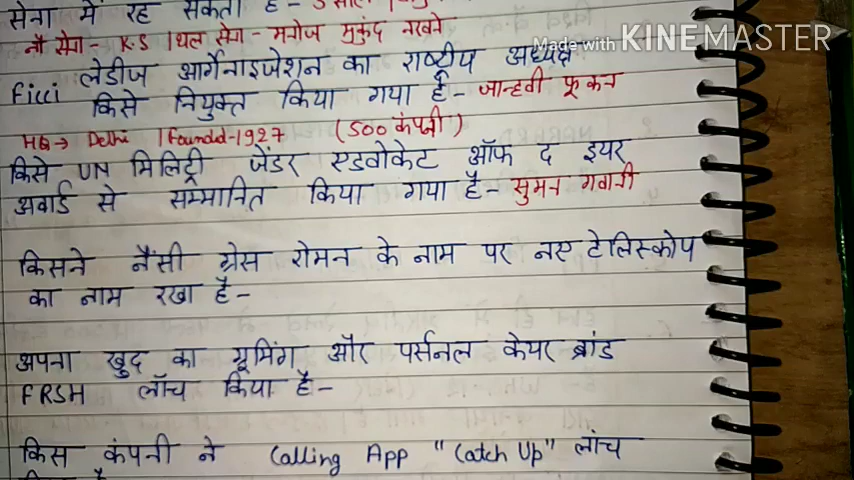 सेना में रह सकता है -
नौ सेना - K.S | थल सेना - मनोज मुकुंद नरवने
Made with KINEMASTER
Ficci लेडीज आर्गेनाइजेशन का राष्ट्रीय अध्यक्ष
किसे नियुक्त किया गया है - जान्हवी फूकन
HQ → Delhi | Foundd-1927 (500 कंपनी)
किसे UN मिलिट्री जेंडर एडवोकेट ऑफ द इयर
अवार्ड से सम्मानित किया गया है - सुमन गवानी
किसने नैंसी ग्रेस रोमन के नाम पर नए टेलिस्कोप
का नाम रखा है -
अपना खुद का ग्रूमिंग और पर्सनल केयर ब्रांड
FRSH लॉच किया है -
किस कंपनी ने Calling App "Catch Up" लांच